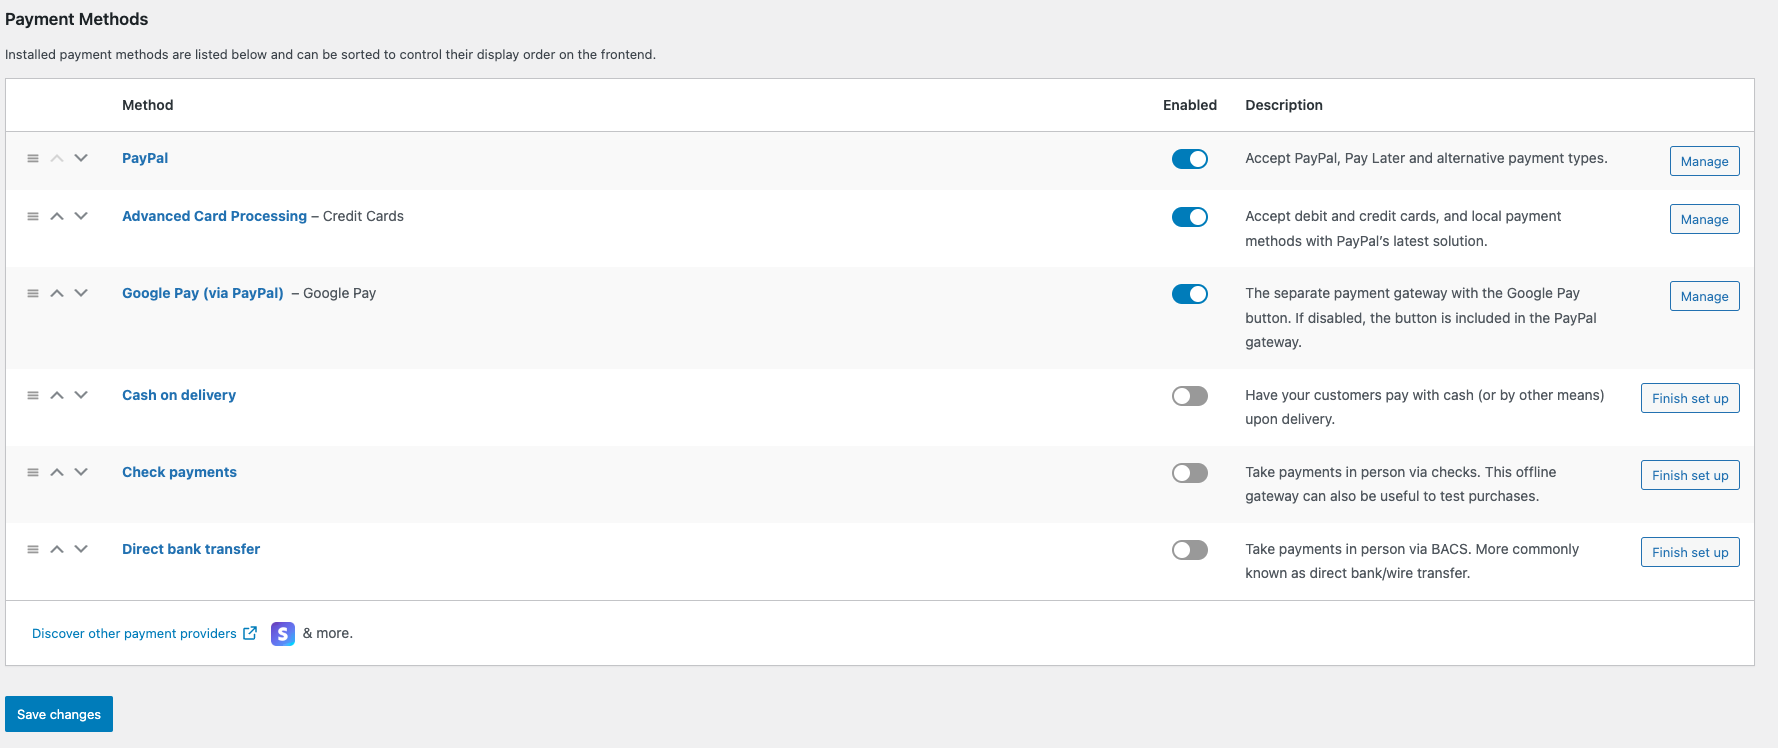 Payment Methods
Installed payment methods are listed below and can be sorted to control their display order on the frontend.
Method Enabled Description
PayPal Accept PayPal, Pay Later and alternative payment types. Manage
Advanced Card Processing – Credit Cards Accept debit and credit cards, and local payment Manage
methods with PayPal's latest solution.
Google Pay (via PayPal) – Google Pay The separate payment gateway with the Google Pay Manage
button. If disabled, the button is included in the PayPal
gateway.
Cash on delivery Have your customers pay with cash (or by other means) Finish set up
upon delivery.
Check payments Take payments in person via checks. This offline Finish set up
gateway can also be useful to test purchases.
Direct bank transfer Take payments in person via BACS. More commonly Finish set up
known as direct bank/wire transfer.
Discover other payment providers S & more.
Save changes